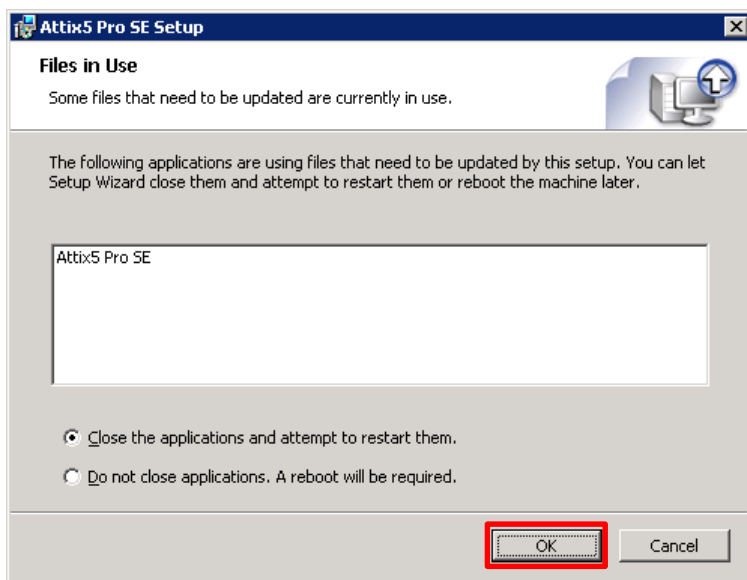 Attix5 Pro SE Setup
Files in Use
Some files that need to be updated are currently in use.
The following applications are using files that need to be updated by this setup. You can let
Setup Wizard close them and attempt to restart them or reboot the machine later.
Attix5 Pro SE
Close the applications and attempt to restart them.
Do not close applications. A reboot will be required.
OK
Cancel